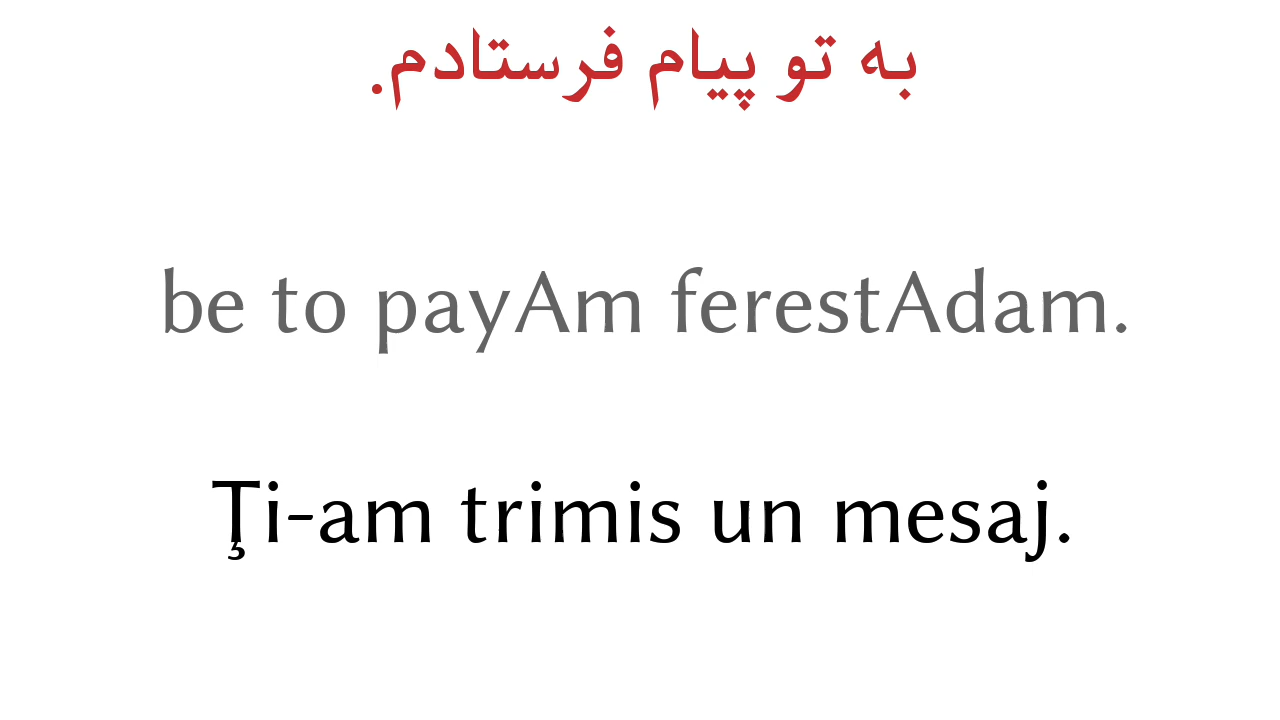 به تو پیام فرستادم.
be to payAm ferestAdam.
Ţi-am trimis un mesaj.